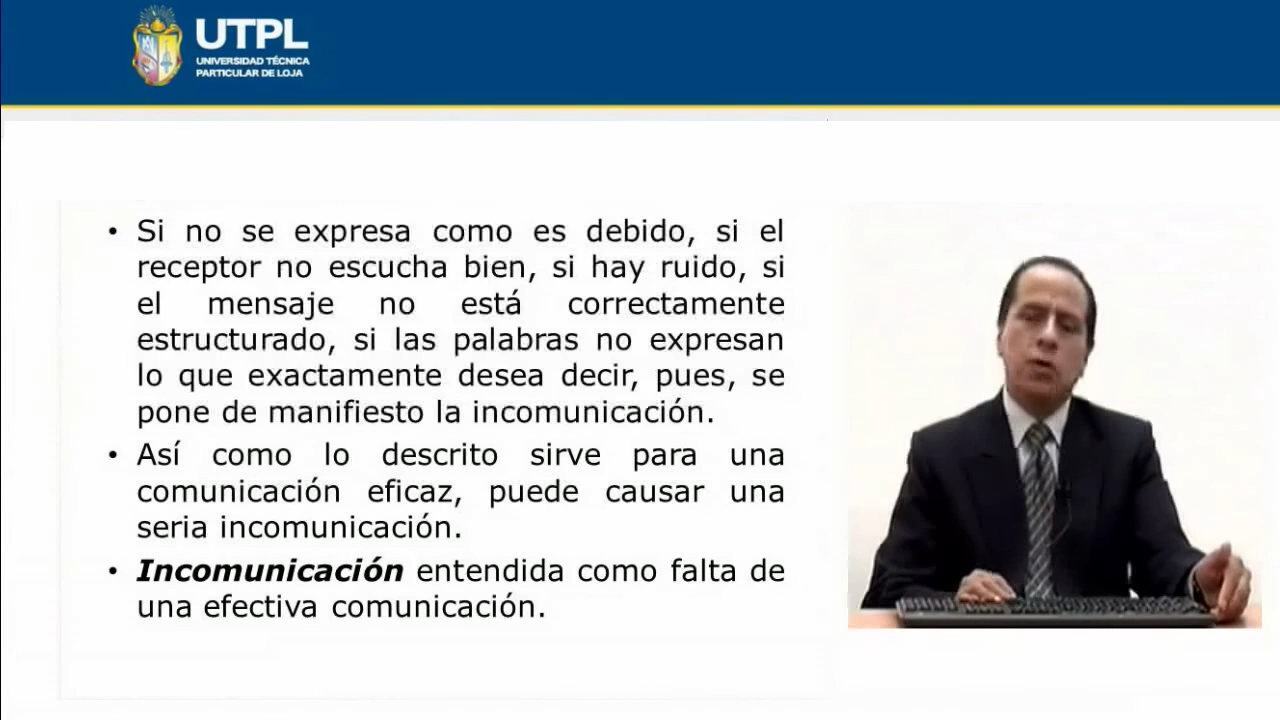 UTPL
UNIVERSIDAD TÉCNICA
PARTICULAR DE LOJA
• Si no se expresa como es debido, si el
receptor no escucha bien, si hay ruido, si
el mensaje no está correctamente
estructurado, si las palabras no expresan
lo que exactamente desea decir, pues, se
pone de manifiesto la incomunicación.
• Así como lo descrito sirve para una
comunicación eficaz, puede causar una
seria incomunicación.
• Incomunicación entendida como falta de
una efectiva comunicación.